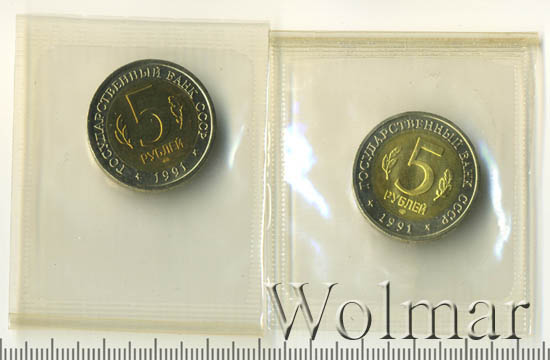 ГОСУДАРСТВЕННЫЙ БАНК СССР
5
РУБЛЕЙ
1991
ГОСУДАРСТВЕННЫЙ БАНК СССР
5
РУБЛЕЙ
1991
Wolmar